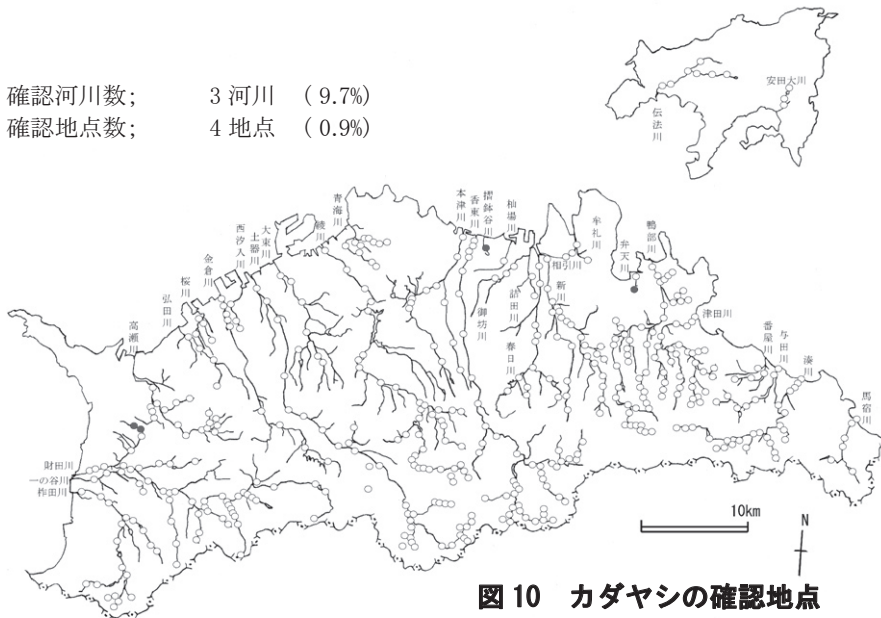 確認河川数;　　　3 河川　( 9.7%)
確認地点数;　　　4 地点　( 0.9%)
安田大川
伝法川
青海川
綾川
大束川
土器川
西汐入川
金倉川
桜川
弘田川
高瀬川
本津川
香東川
摺鉢谷川
杣場川
御坊川
詰田川
春日川
新川
相引川
牟礼川
弁天川
鴨部川
津田川
番屋川
与田川
湊川
馬宿川
財田川
一の谷川
柞田川
10km
N
図 10　カダヤシの確認地点